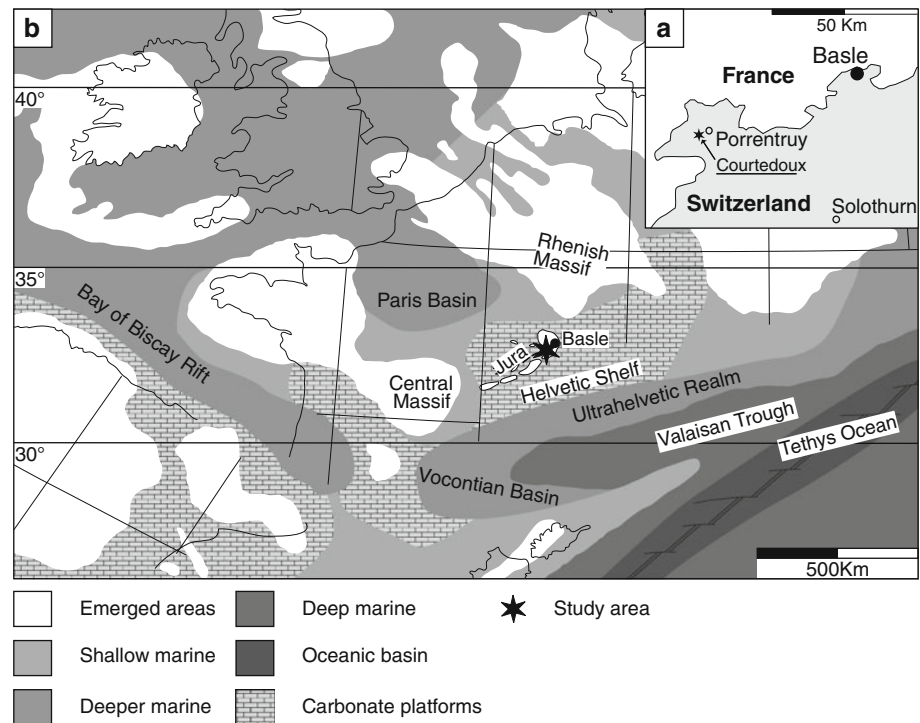 b
a
50 Km
Basle
France
Porrentruy
Courtedoux
Switzerland
Solothurn
40°
35°
30°
Rhenish
Massif
Paris Basin
Bay of Biscay Rift
Basle
Jura
Central
Massif
Helvetic Shelf
Ultrahelvetic Realm
Valaisan Trough
Tethys Ocean
Vocontian Basin
500Km
Emerged areas
Deep marine
Study area
Shallow marine
Oceanic basin
Deeper marine
Carbonate platforms